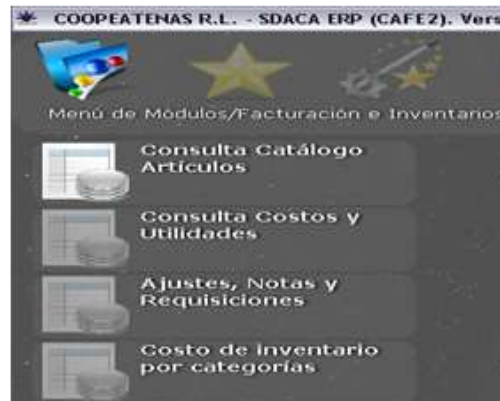 COOPEATENAS R.L. - SDACA ERP (CAFE2). Vers
Menú de Módulos/Facturación e Inventarios
Consulta Catálogo
Artículos
Consulta Costos y
Utilidades
Ajustes, Notas y
Requisiciones
Costo de inventario
por categorías